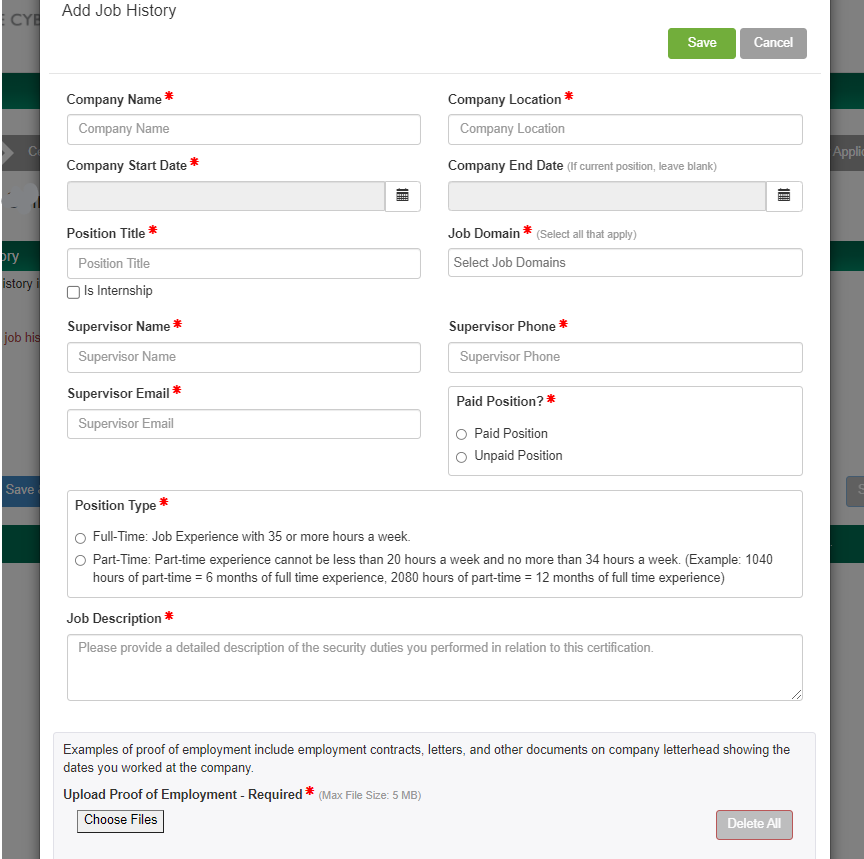 Add Job History
E CYB
Save
Cancel
Company Name *
Company Location *
Company Name
Company Location
Company Start Date *
Company End Date (If current position, leave blank)
Applic
Position Title *
Job Domain * (Select all that apply)
Position Title
Select Job Domains
ory
istory i
Is Internship
Supervisor Name *
Supervisor Phone *
job his
Supervisor Name
Supervisor Phone
Supervisor Email *
Paid Position? *
Supervisor Email
Paid Position
Unpaid Position
Save
Position Type *
Full-Time: Job Experience with 35 or more hours a week.
Part-Time: Part-time experience cannot be less than 20 hours a week and no more than 34 hours a week. (Example: 1040
hours of part-time = 6 months of full time experience, 2080 hours of part-time = 12 months of full time experience)
Job Description *
Please provide a detailed description of the security duties you performed in relation to this certification.
Examples of proof of employment include employment contracts, letters, and other documents on company letterhead showing the
dates you worked at the company.
Upload Proof of Employment - Required * (Max File Size: 5 MB)
Choose Files
Delete All